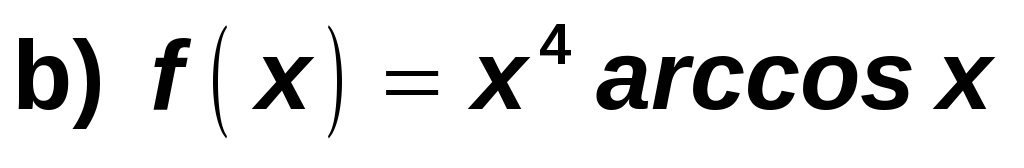 b) f(x) = x⁴ arccos x